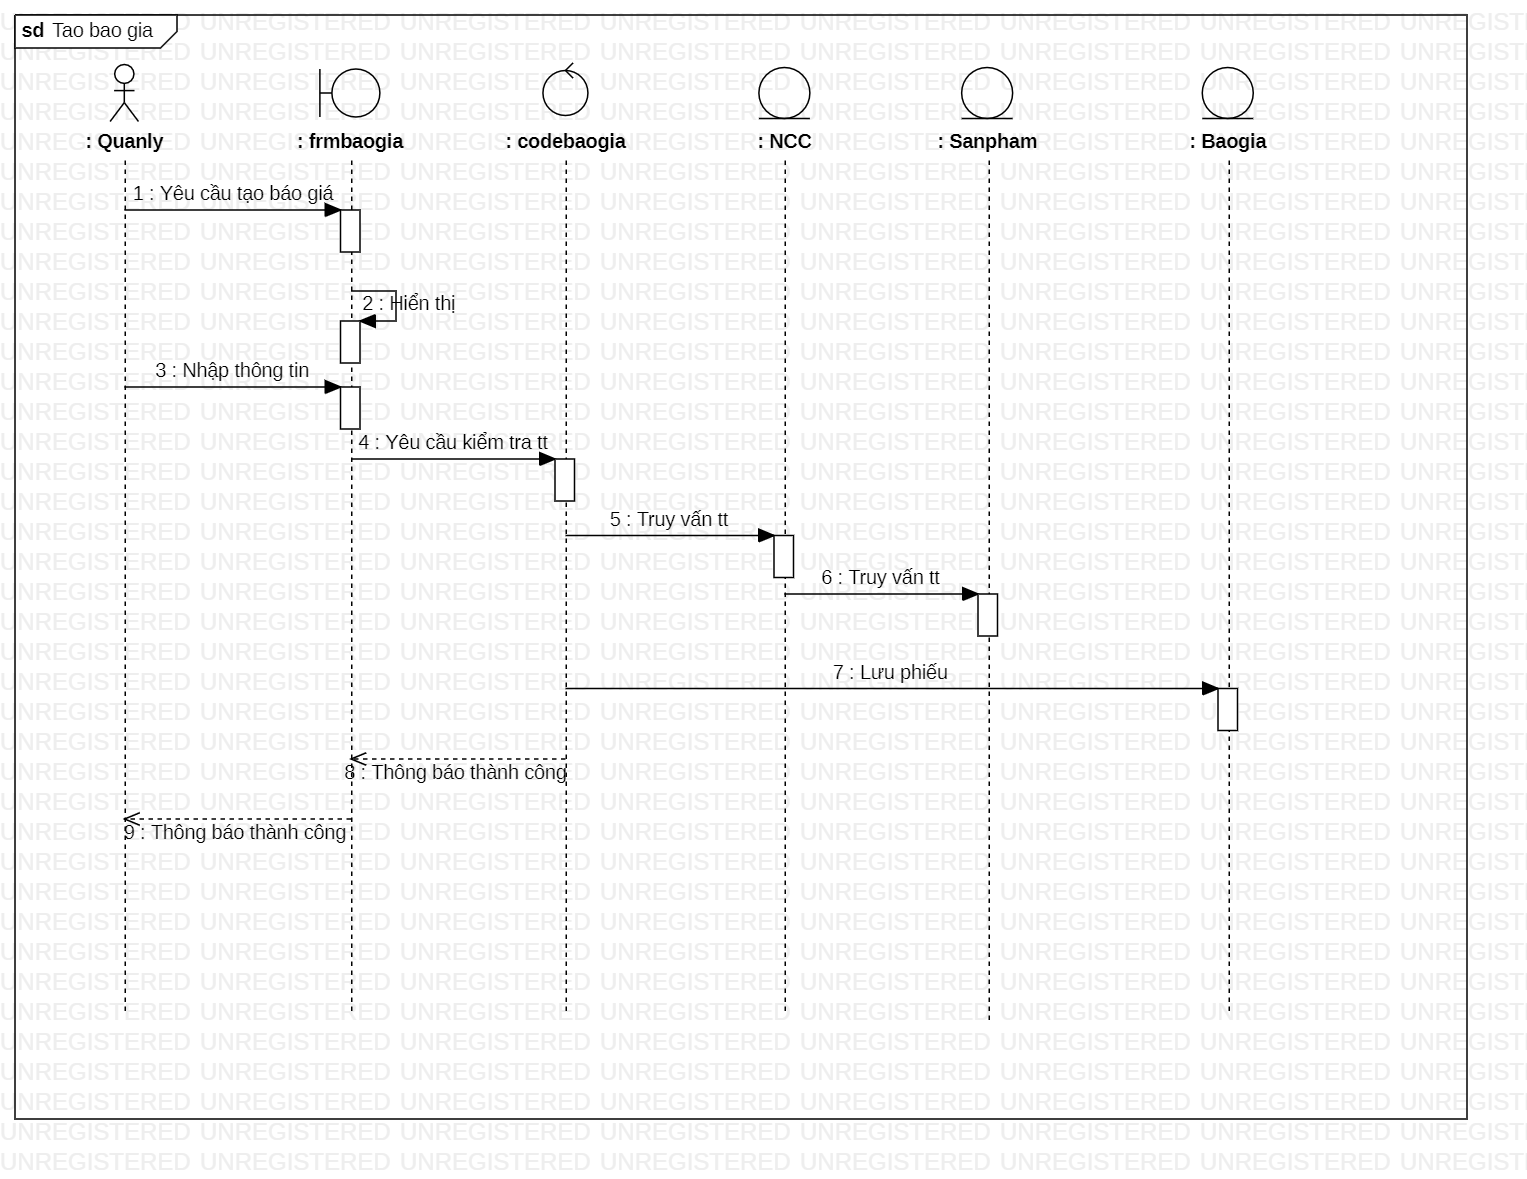 sd Tao bao gia
: Quanly
: frmbaogia
: codebaogia
: NCC
: Sanpham
: Baogia
1 : Yêu cầu tạo báo giá
2 : Hiển thị
3 : Nhập thông tin
4 : Yêu cầu kiểm tra tt
5 : Truy vấn tt
6 : Truy vấn tt
7 : Lưu phiếu
8 : Thông báo thành công
9 : Thông báo thành công
UNREGISTERED